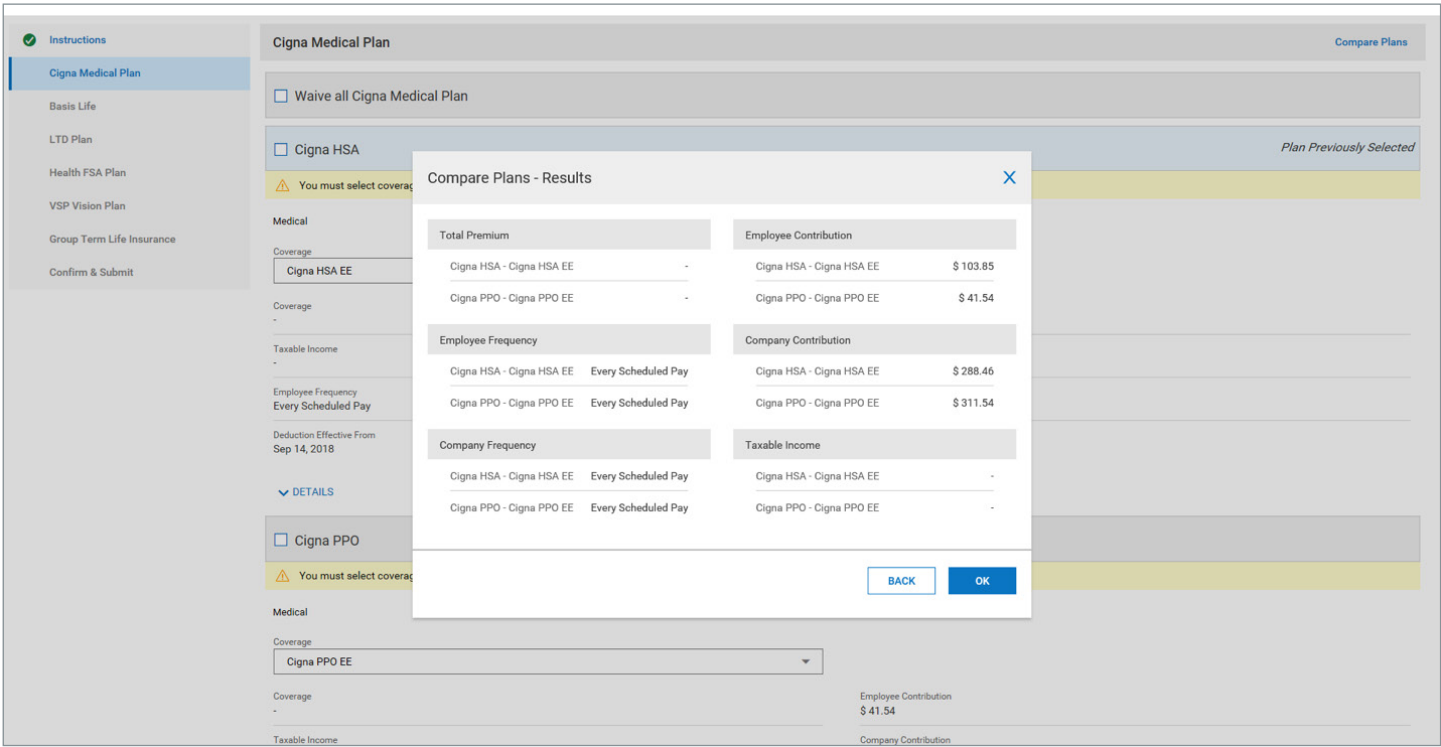 Instructions
Cigna Medical Plan
Basis Life
LTD Plan
Health FSA Plan
VSP Vision Plan
Group Term Life Insurance
Confirm & Submit
Cigna Medical Plan
Compare Plans
Waive all Cigna Medical Plan
Cigna HSA
Plan Previously Selected
You must select coverag
Medical
Coverage
Cigna HSA EE
Coverage
-
Taxable Income
-
Employee Frequency
Every Scheduled Pay
Deduction Effective From
Sep 14, 2018
DETAILS
Compare Plans - Results
X
Total Premium
Cigna HSA - Cigna HSA EE -
Cigna PPO - Cigna PPO EE -
Employee Contribution
Cigna HSA - Cigna HSA EE $ 103.85
Cigna PPO - Cigna PPO EE $ 41.54
Employee Frequency
Cigna HSA - Cigna HSA EE Every Scheduled Pay
Cigna PPO - Cigna PPO EE Every Scheduled Pay
Company Contribution
Cigna HSA - Cigna HSA EE $ 288.46
Cigna PPO - Cigna PPO EE $ 311.54
Company Frequency
Cigna HSA - Cigna HSA EE Every Scheduled Pay
Cigna PPO - Cigna PPO EE Every Scheduled Pay
Taxable Income
Cigna HSA - Cigna HSA EE -
Cigna PPO - Cigna PPO EE -
BACK
OK
Cigna PPO
You must select coverag
Medical
Coverage
Cigna PPO EE
Coverage
-
Employee Contribution
$ 41.54
Taxable Income
Company Contribution